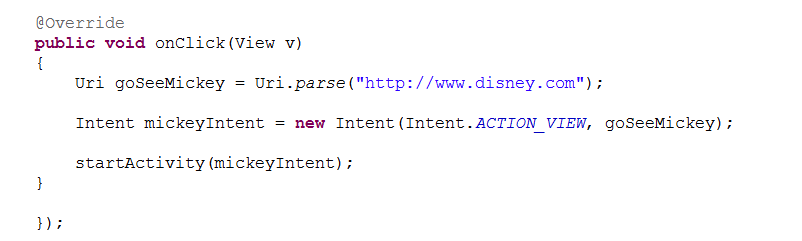 @Override
public void onClick(View v)
{
Uri goSeeMickey = Uri.parse("http://www.disney.com");
Intent mickeyIntent = new Intent(Intent.ACTION_VIEW, goSeeMickey);
startActivity(mickeyIntent);
}
});